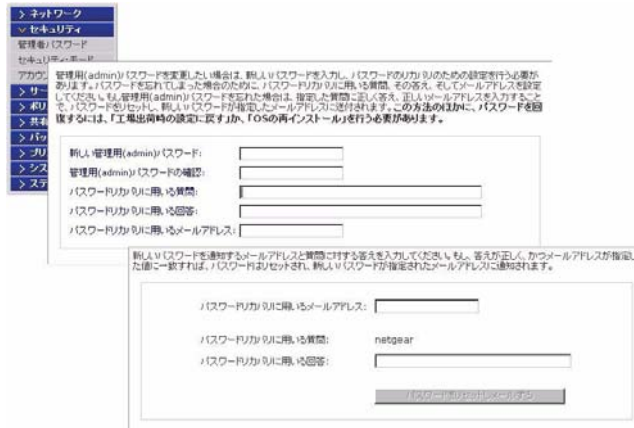 > ネットワーク
セキュリティ
管理者パスワード
セキュリティ・モード
アカウン
> サー
> ポリ
> 共有
> バッ
> プリ
> シス
> ステ
管理用(admin)パスワードを変更したい場合は、新しいパスワードを入力し、パスワードのリカバリのための設定を行う必要が
あります。パスワードを忘れてしまった場合のために、パスワードリカバリに用いる質問、その答え、そしてメールアドレスを設定
してください。もし管理用(admin)パスワードを忘れた場合は、指定した質問に正しく答え、正しいメールアドレスを入力すること
で、パスワードをリセットし、新しいパスワードが指定したメールアドレスに送付されます。この方法のほかに、パスワードを回
復するには、「工場出荷時の設定に戻す」か、「OSの再インストール」を行う必要があります。
新しい管理用(admin)パスワード:
管理用(admin)パスワードの確認:
パスワードリカバリに用いる質問:
パスワードリカバリに用いる回答:
パスワードリカバリに用いるメールアドレス:
新しいパスワードを通知するメールアドレスと質問に対する答えを入力してください。もし、答えが正しく、かつメールアドレスが指定し
た値に一致すれば、パスワードはリセットされ、新しいパスワードが指定されたメールアドレスに通知されます。
パスワードリカバリに用いるメールアドレス:
パスワードリカバリに用いる質問: netgear
パスワードリカバリに用いる回答:
パスワードをリセットしメールする